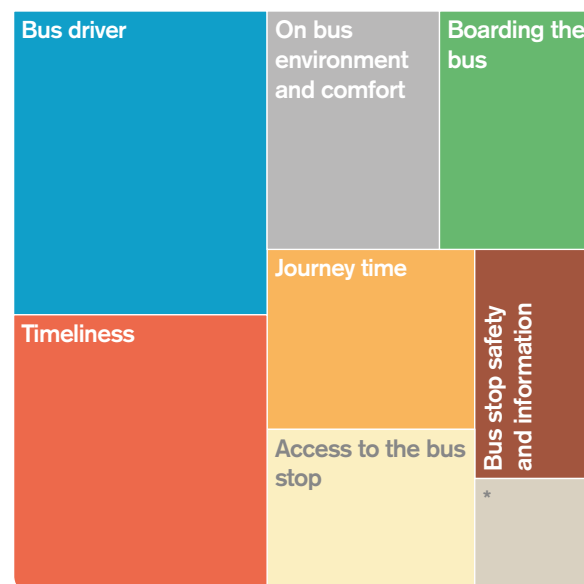 Bus driver
On bus
environment
and comfort
Boarding the
bus
Journey time
Timeliness
Bus stop safety
and information
Access to the bus
stop
*